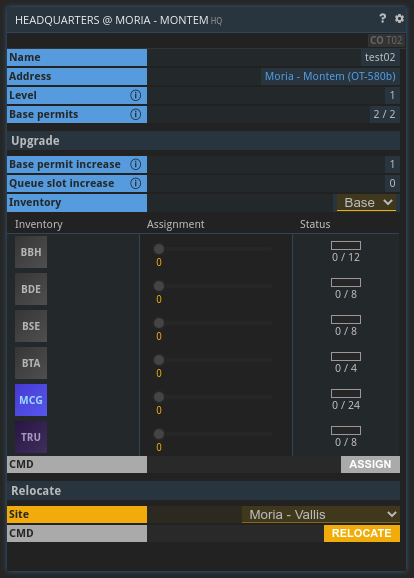 HEADQUARTERS @ MORIA - MONTEM HQ ?
CO T02
Name test02
Address Moria - Montem (OT-580b)
Level 1
Base permits 2 / 2
Upgrade
Base permit increase 1
Queue slot increase 0
Inventory Base
Inventory Assignment Status
BBH 0 0 / 12
BDE 0 0 / 8
BSE 0 0 / 8
BTA 0 0 / 4
MCG 0 0 / 24
TRU 0 0 / 8
CMD ASSIGN
Relocate
Site Moria - Vallis
CMD RELOCATE